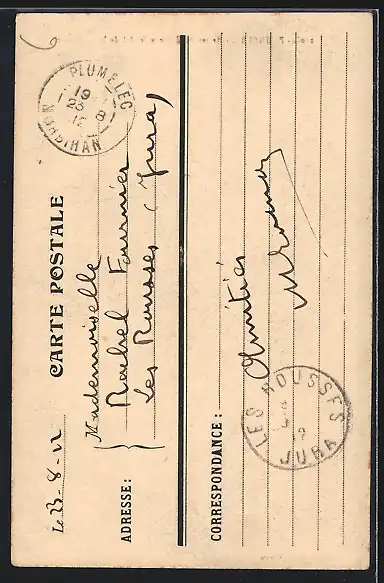 Le 23-8-12
CARTE POSTALE
PLUMELEC
19
23 8
12
MORBIHAN
ADRESSE:
Mademoiselle
Rachel Fournier
Les Rousses (Jura)
CORRESPONDANCE:
Amitiés
LES ROUSSES
JURA